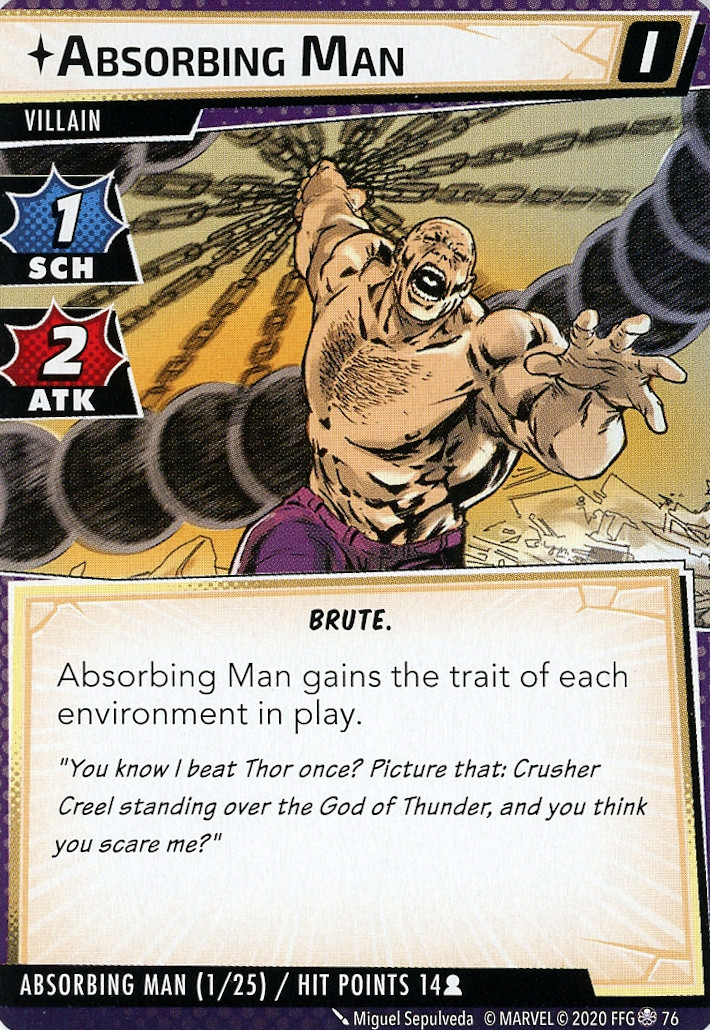 Absorbing Man
I
VILLAIN
1
SCH
2
ATK
BRUTE.
Absorbing Man gains the trait of each
environment in play.
"You know I beat Thor once? Picture that: Crusher
Creel standing over the God of Thunder, and you think
you scare me?"
ABSORBING MAN (1/25) / HIT POINTS 14
Miguel Sepulveda © MARVEL © 2020 FFG 76